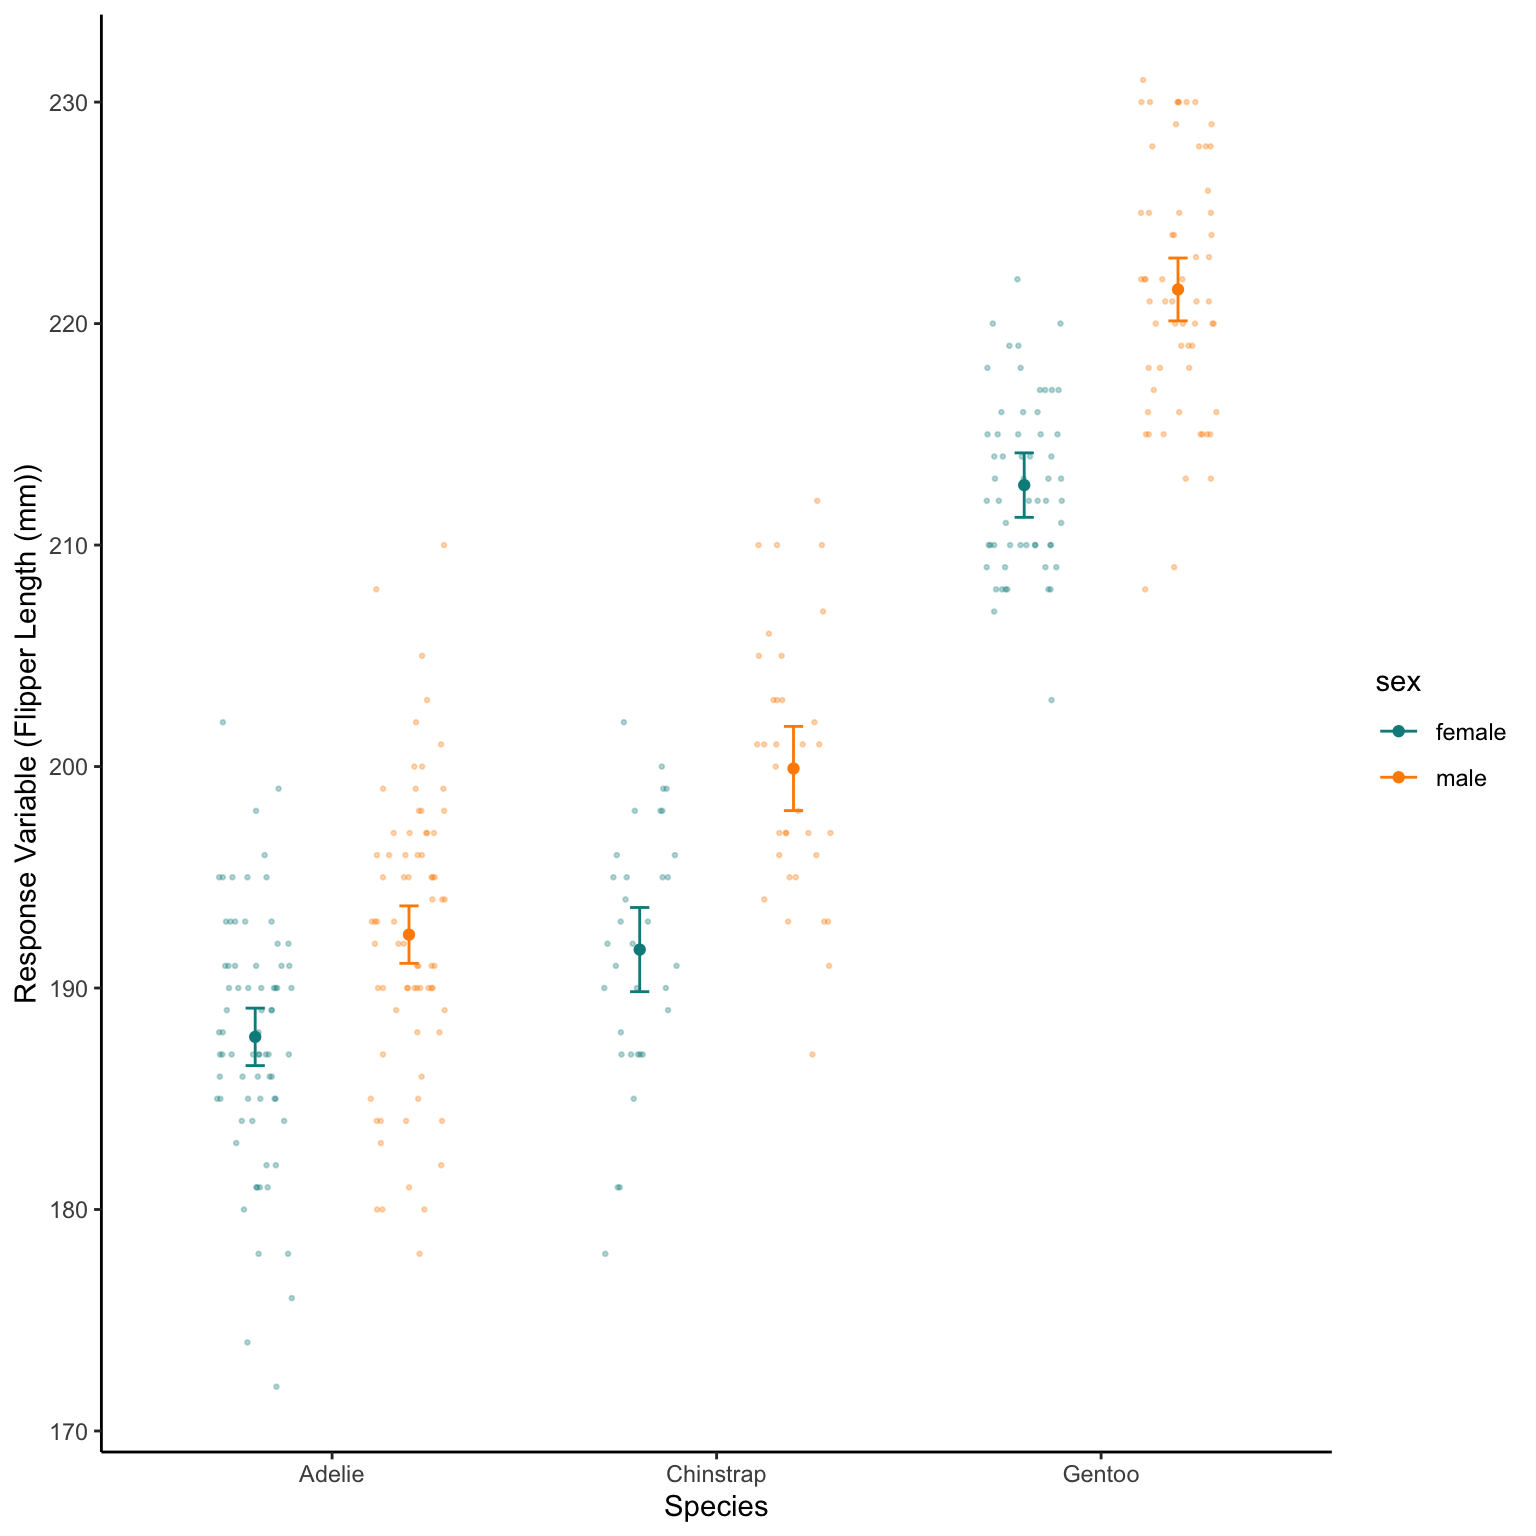 Response Variable (Flipper Length (mm))
230
220
210
200
190
180
170
Adelie Chinstrap Gentoo
Species
sex
female
male